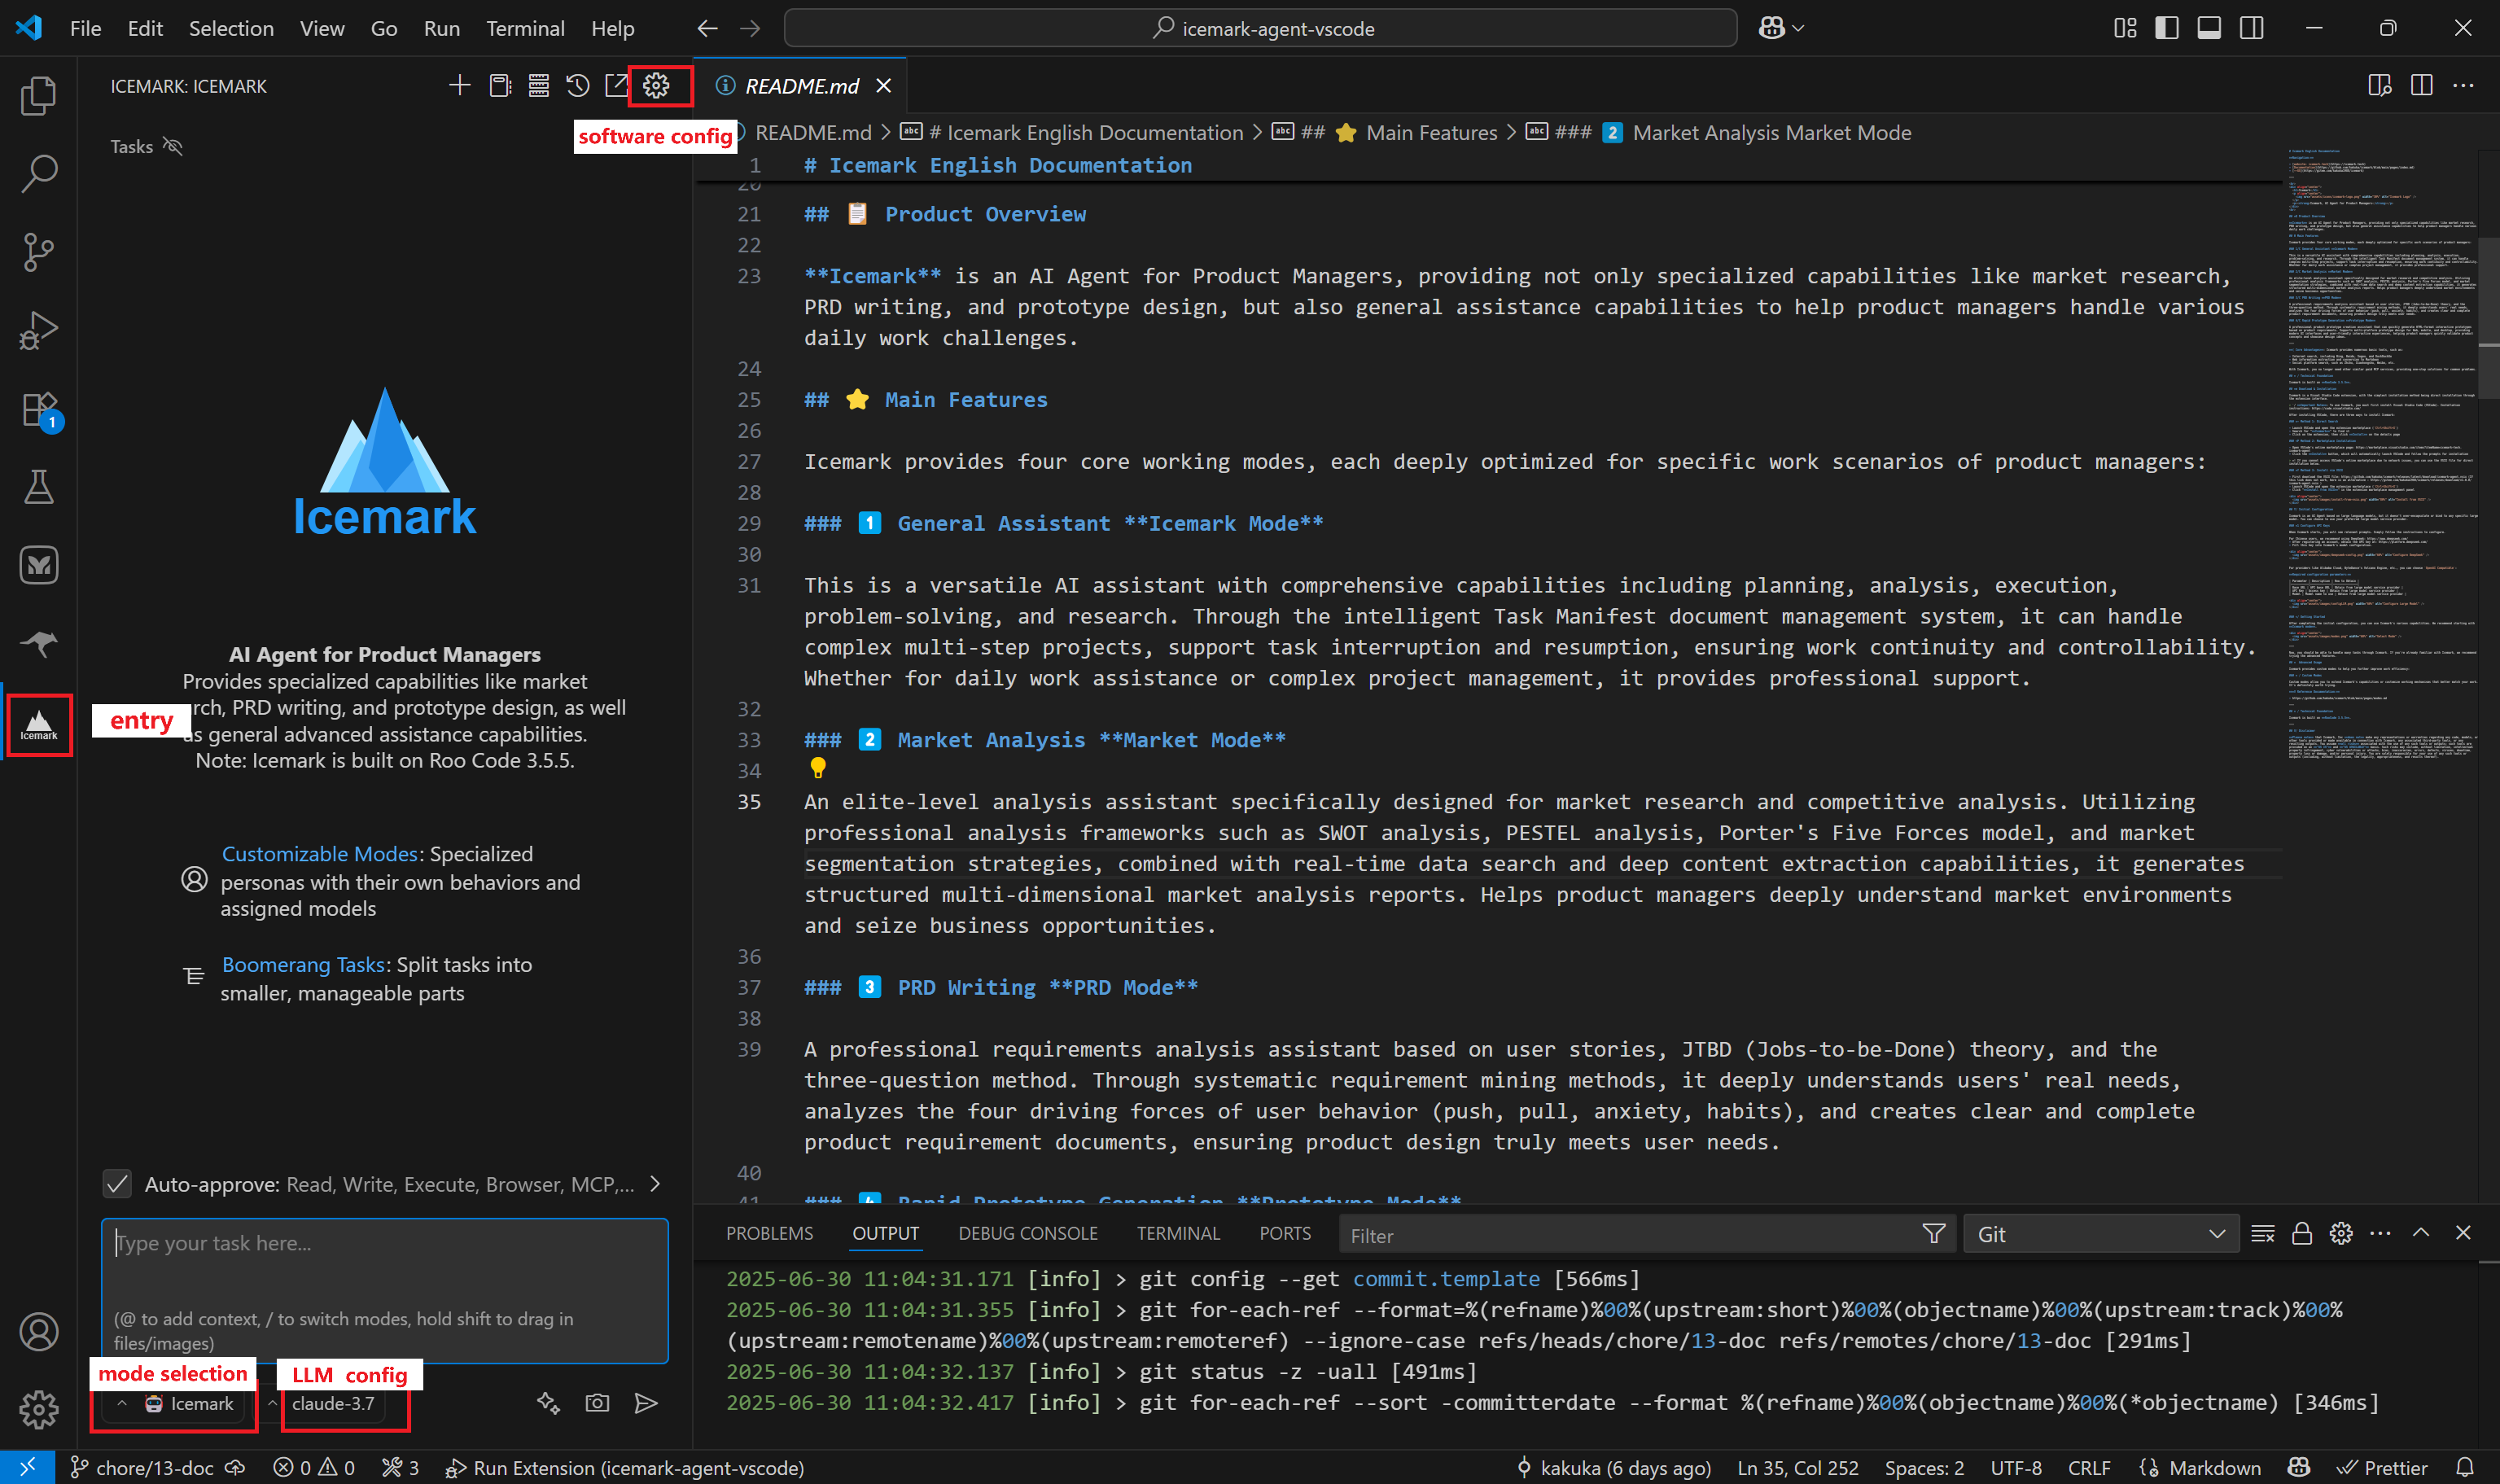 File Edit Selection View Go Run Terminal Help
icemark-agent-vscode
ICEMARK: ICEMARK
Tasks
software config
1
Icemark
entry
Icemark
AI Agent for Product Managers
Provides specialized capabilities like market
rch, PRD writing, and prototype design, as well
as general advanced assistance capabilities.
Note: Icemark is built on Roo Code 3.5.5.
Customizable Modes: Specialized
personas with their own behaviors and
assigned models
Boomerang Tasks: Split tasks into
smaller, manageable parts
Auto-approve: Read, Write, Execute, Browser, MCP,...
Type your task here...
(@ to add context, / to switch modes, hold shift to drag in
files/images)
mode selection
LLM config
Icemark
claude-3.7
README.md
README.md > # Icemark English Documentation > ## ⭐ Main Features > ### 2️⃣ Market Analysis Market Mode
1 # Icemark English Documentation
20
21 ## 📋 Product Overview
22
23 **Icemark** is an AI Agent for Product Managers, providing not only specialized capabilities like market research,
PRD writing, and prototype design, but also general assistance capabilities to help product managers handle various
daily work challenges.
24
25 ## ⭐ Main Features
26
27 Icemark provides four core working modes, each deeply optimized for specific work scenarios of product managers:
28
29 ### 1️⃣ General Assistant **Icemark Mode**
30
31 This is a versatile AI assistant with comprehensive capabilities including planning, analysis, execution,
problem-solving, and research. Through the intelligent Task Manifest document management system, it can handle
complex multi-step projects, support task interruption and resumption, ensuring work continuity and controllability.
Whether for daily work assistance or complex project management, it provides professional support.
32
33 ### 2️⃣ Market Analysis **Market Mode**
34
35 An elite-level analysis assistant specifically designed for market research and competitive analysis. Utilizing
professional analysis frameworks such as SWOT analysis, PESTEL analysis, Porter's Five Forces model, and market
segmentation strategies, combined with real-time data search and deep content extraction capabilities, it generates
structured multi-dimensional market analysis reports. Helps product managers deeply understand market environments
and seize business opportunities.
36
37 ### 3️⃣ PRD Writing **PRD Mode**
38
39 A professional requirements analysis assistant based on user stories, JTBD (Jobs-to-be-Done) theory, and the
three-question method. Through systematic requirement mining methods, it deeply understands users' real needs,
analyzes the four driving forces of user behavior (push, pull, anxiety, habits), and creates clear and complete
product requirement documents, ensuring product design truly meets user needs.
40
41 ### 4️⃣ Rapid Prototype Generation **Prototype Mode**
PROBLEMS OUTPUT DEBUG CONSOLE TERMINAL PORTS Filter Git
2025-06-30 11:04:31.171 [info] > git config --get commit.template [566ms]
2025-06-30 11:04:31.355 [info] > git for-each-ref --format=%(refname)%00%(upstream:short)%00%(objectname)%00%(upstream:track)%00%
(upstream:remotename)%00%(upstream:remoteref) --ignore-case refs/heads/chore/13-doc refs/remotes/chore/13-doc [291ms]
2025-06-30 11:04:32.137 [info] > git status -z -uall [491ms]
2025-06-30 11:04:32.417 [info] > git for-each-ref --sort -committerdate --format %(refname)%00%(objectname)%00%(*objectname) [346ms]
chore/13-doc 0 0 3 Run Extension (icemark-agent-vscode) kakuka (6 days ago) Ln 35, Col 252 Spaces: 2 UTF-8 CRLF Markdown Prettier